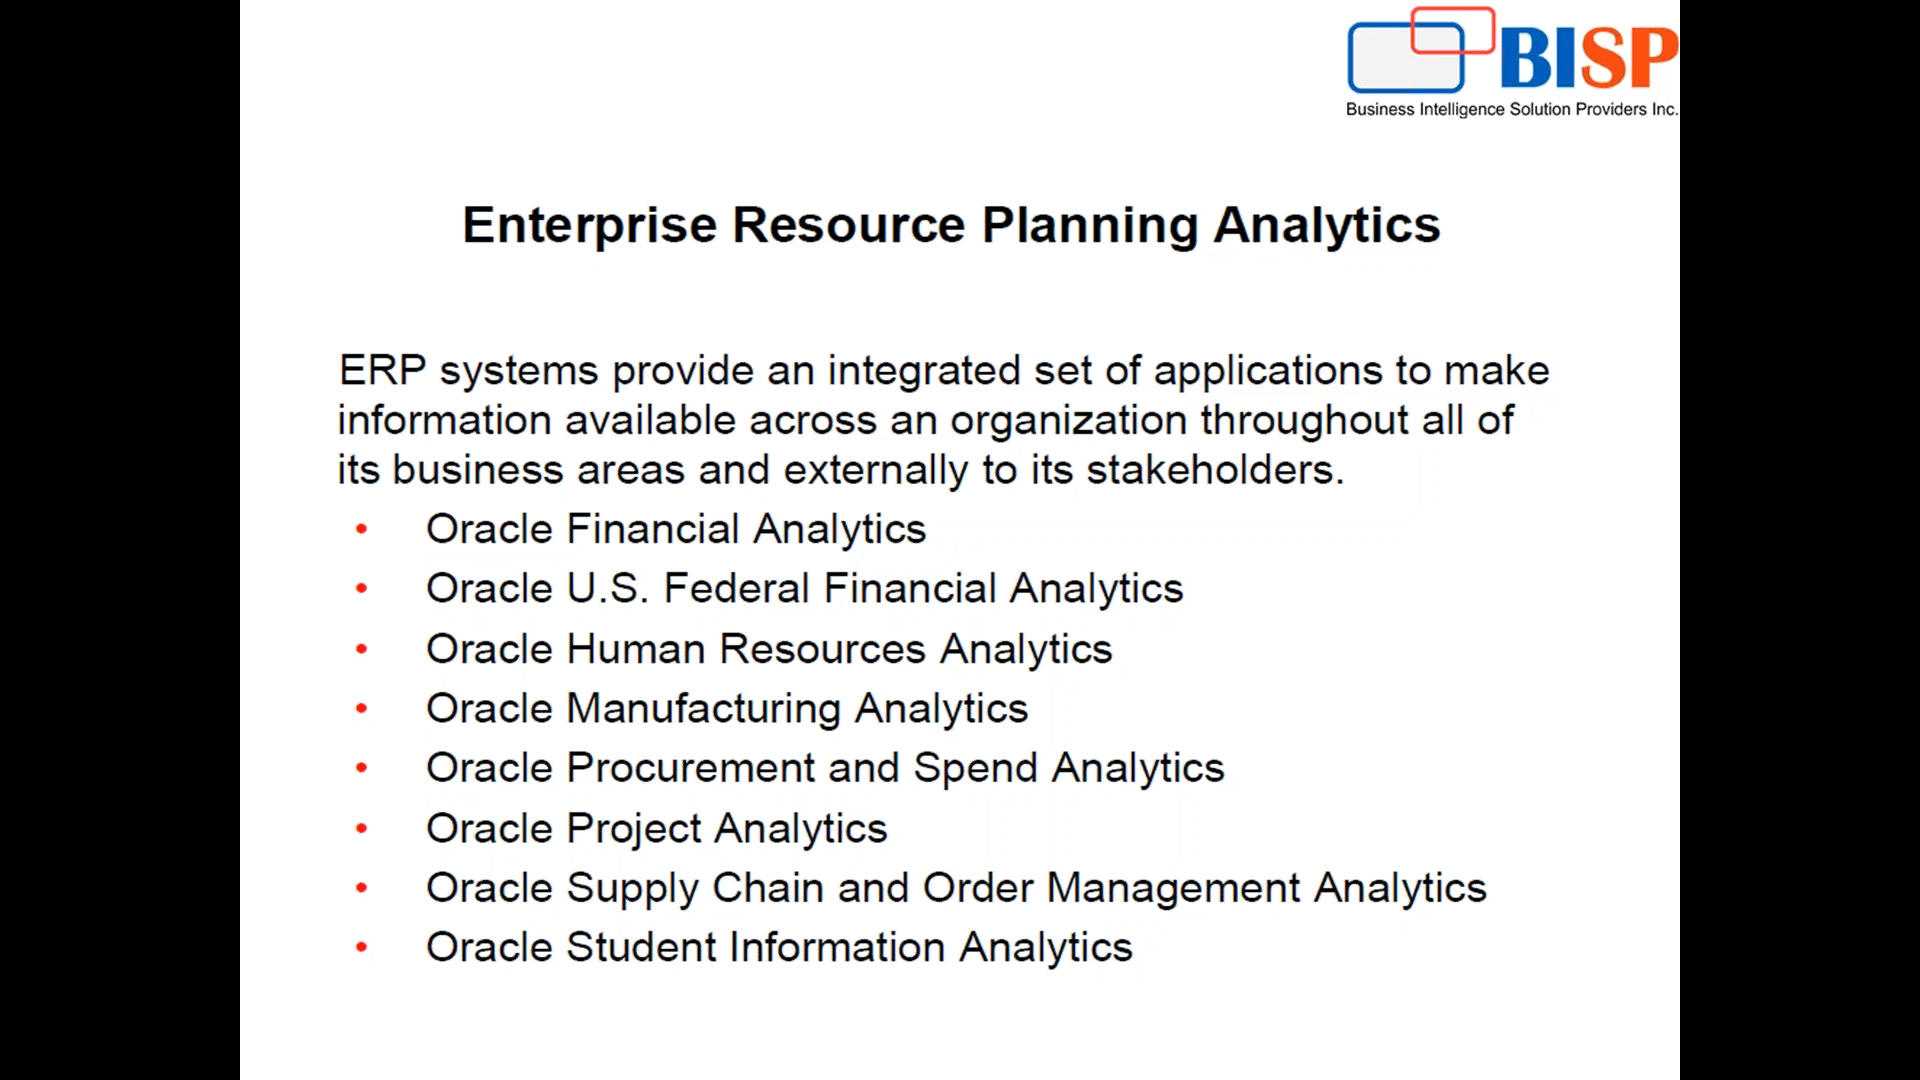 BISP
Business Intelligence Solution Providers Inc.
Enterprise Resource Planning Analytics
ERP systems provide an integrated set of applications to make
information available across an organization throughout all of
its business areas and externally to its stakeholders.
• Oracle Financial Analytics
• Oracle U.S. Federal Financial Analytics
• Oracle Human Resources Analytics
• Oracle Manufacturing Analytics
• Oracle Procurement and Spend Analytics
• Oracle Project Analytics
• Oracle Supply Chain and Order Management Analytics
• Oracle Student Information Analytics